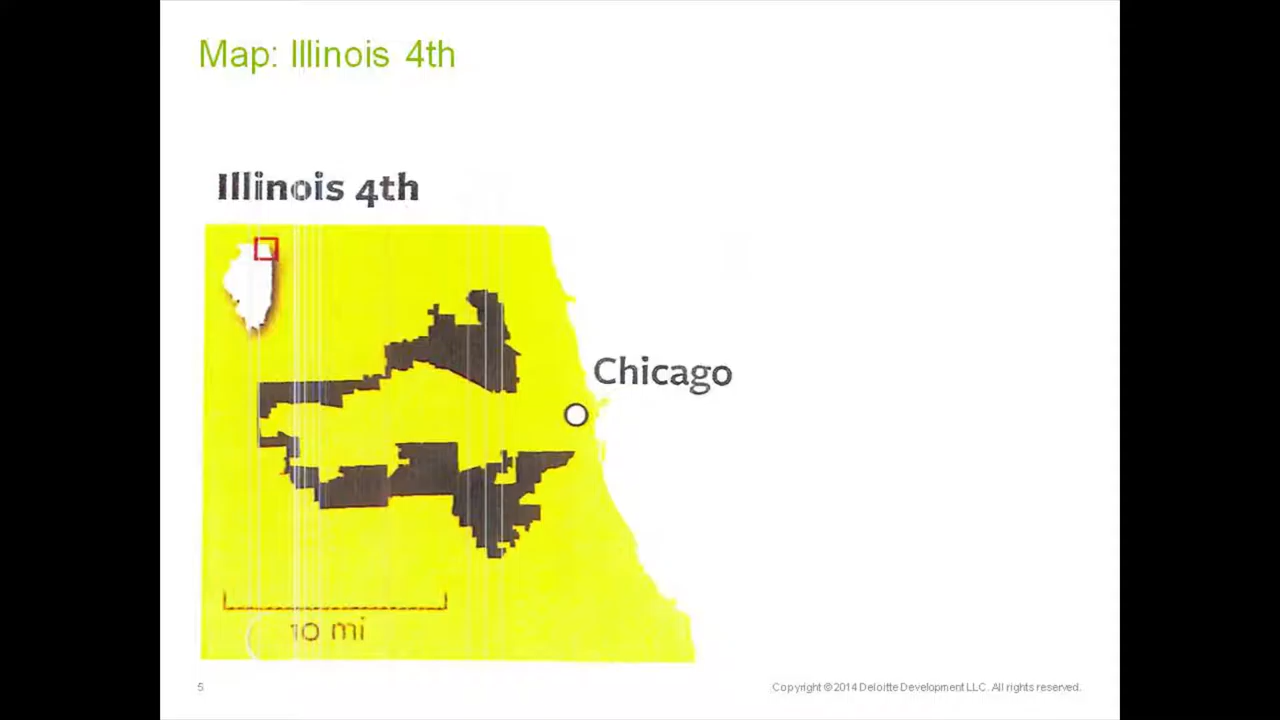 Map: Illinois 4th
Illinois 4th
Chicago
10 mi
5
Copyright © 2014 Deloitte Development LLC. All rights reserved.